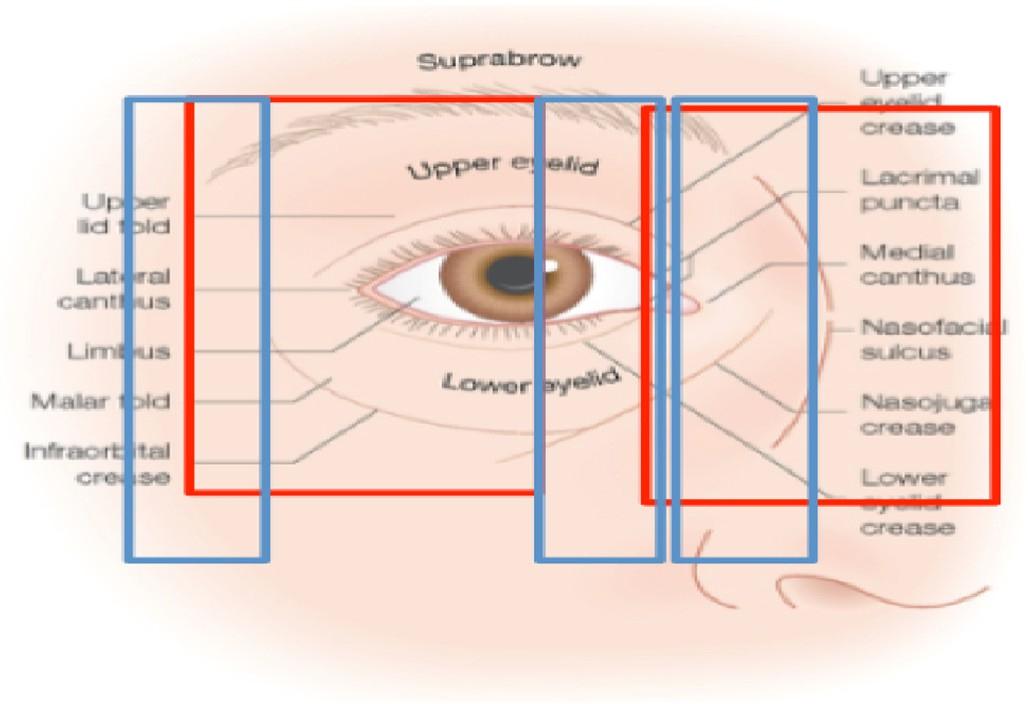 Suprabrow
Upper eyelid
Upper
lid fold
Lateral
canthus
Limbus
Malar fold
Infraorbital
crease
Lower eyelid
Upper
eyelid
crease
Lacrimal
puncta
Medial
canthus
Nasofacial
sulcus
Nasojugal
crease
Lower
eyelid
crease